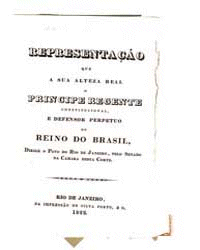 REPRESENTAÇÃO
QUE
A SUA ALTEZA REAL
O
PRINCIPE REGENTE
CONSTITUCIONAL,
E DEFENSOR PERPETUO
DO
REINO DO BRASIL,
DIRIGE O POVO DO RIO DE JANEIRO, PELO SENADO
DA CAMARA DESTA CORTE.
RIO DE JANEIRO,
NA IMPRESSÃO DE SILVA PORTO, E C.
1822.